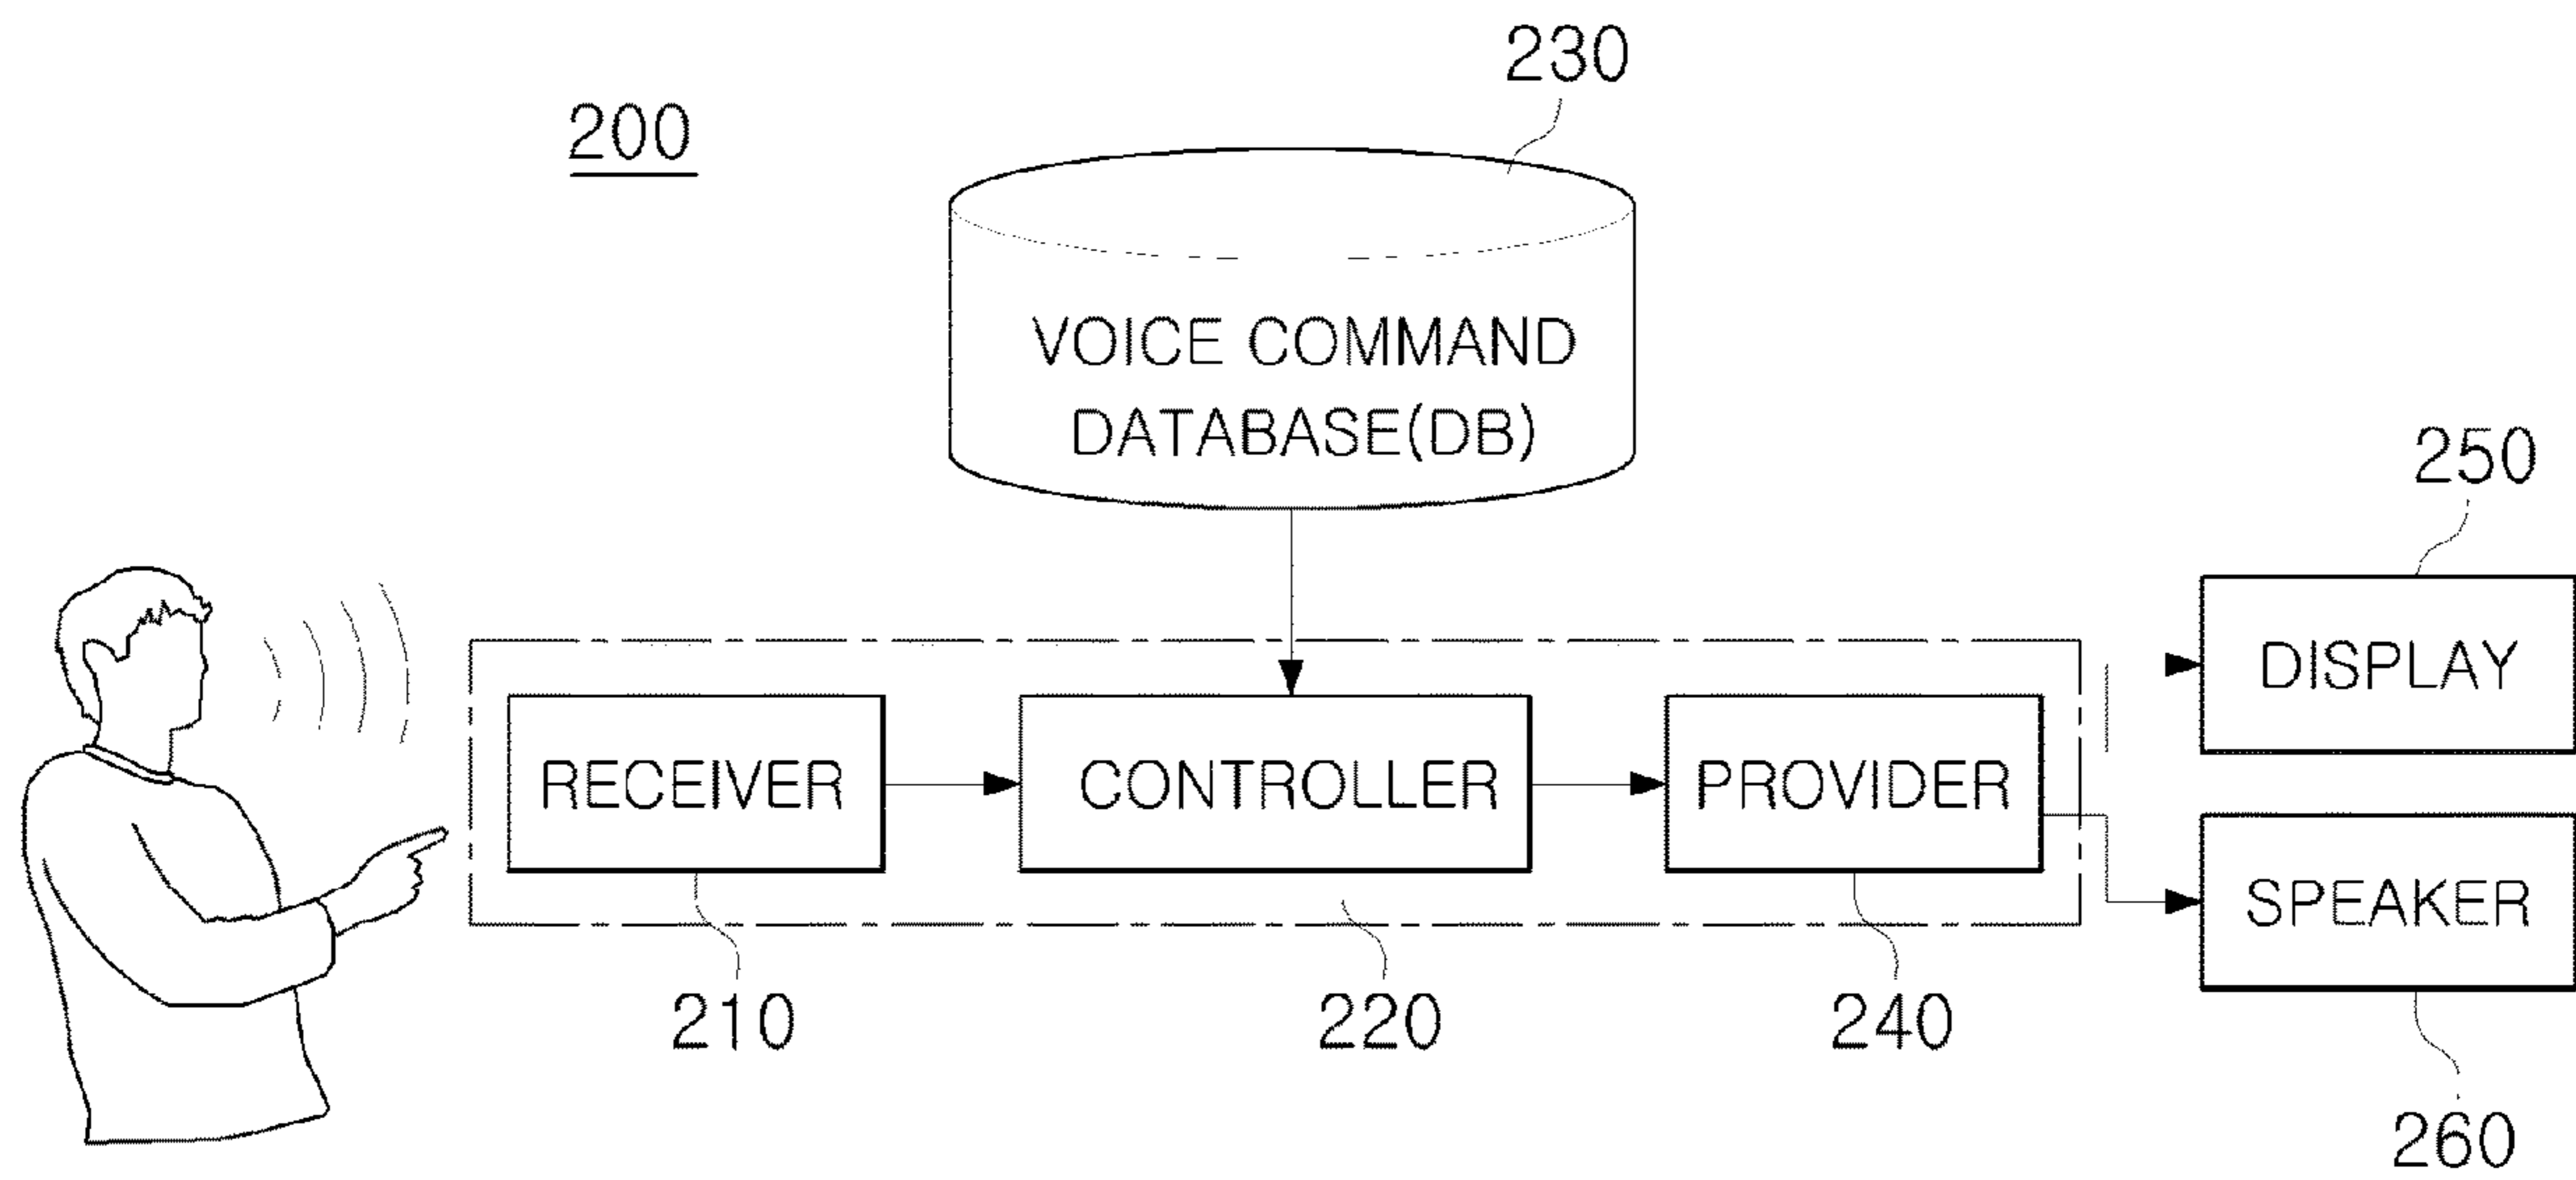 230
200
VOICE COMMAND
DATABASE(DB)
250
DISPLAY
RECEIVER
CONTROLLER
PROVIDER
SPEAKER
210
220
240
260